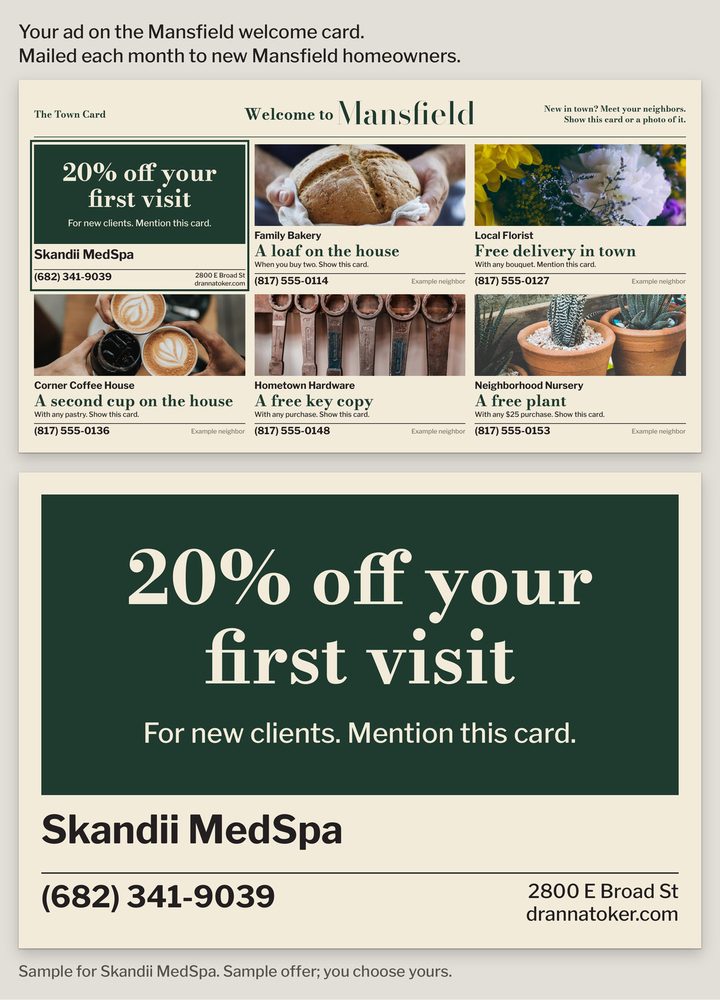 Your ad on the Mansfield welcome card.
Mailed each month to new Mansfield homeowners.
The Town Card
Welcome to Mansfield
New in town? Meet your neighbors.
Show this card or a photo of it.
20% off your
first visit
For new clients. Mention this card.
Skandii MedSpa
(682) 341-9039
2800 E Broad St
drannatoker.com
Family Bakery
A loaf on the house
When you buy two. Show this card.
(817) 555-0114
Example neighbor
Local Florist
Free delivery in town
With any bouquet. Mention this card.
(817) 555-0127
Example neighbor
Corner Coffee House
A second cup on the house
With any pastry. Show this card.
(817) 555-0136
Example neighbor
Hometown Hardware
A free key copy
With any purchase. Show this card.
(817) 555-0148
Example neighbor
Neighborhood Nursery
A free plant
With any $25 purchase. Show this card.
(817) 555-0153
Example neighbor
20% off your
first visit
For new clients. Mention this card.
Skandii MedSpa
(682) 341-9039
2800 E Broad St
drannatoker.com
Sample for Skandii MedSpa. Sample offer; you choose yours.